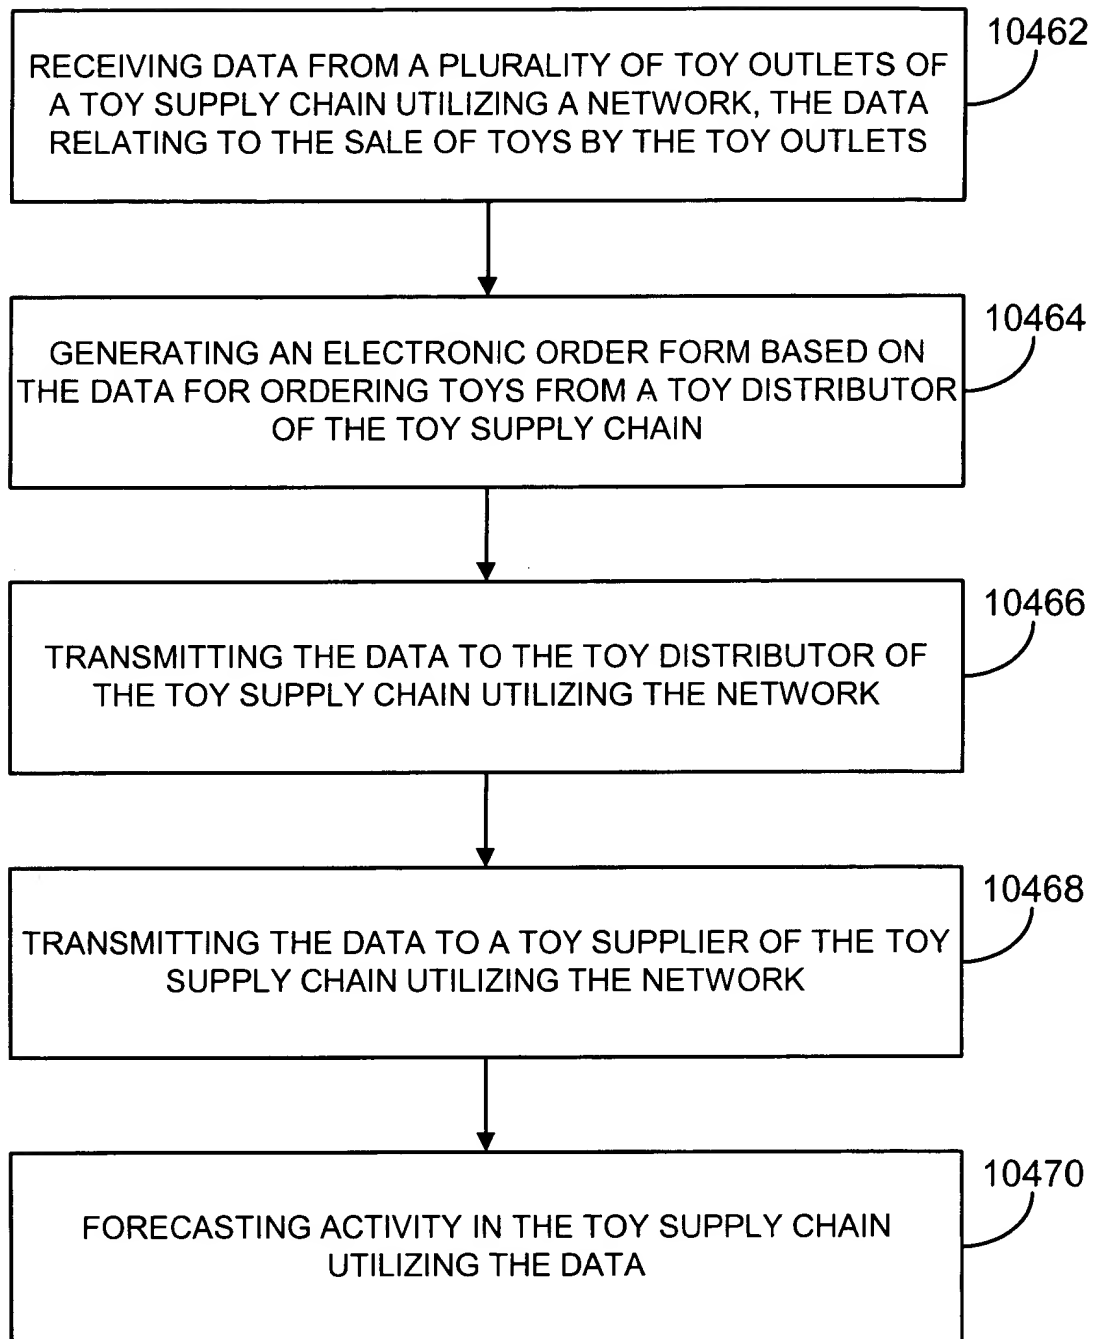 10462
RECEIVING DATA FROM A PLURALITY OF TOY OUTLETS OF
A TOY SUPPLY CHAIN UTILIZING A NETWORK, THE DATA
RELATING TO THE SALE OF TOYS BY THE TOY OUTLETS
10464
GENERATING AN ELECTRONIC ORDER FORM BASED ON
THE DATA FOR ORDERING TOYS FROM A TOY DISTRIBUTOR
OF THE TOY SUPPLY CHAIN
10466
TRANSMITTING THE DATA TO THE TOY DISTRIBUTOR OF
THE TOY SUPPLY CHAIN UTILIZING THE NETWORK
10468
TRANSMITTING THE DATA TO A TOY SUPPLIER OF THE TOY
SUPPLY CHAIN UTILIZING THE NETWORK
10470
FORECASTING ACTIVITY IN THE TOY SUPPLY CHAIN
UTILIZING THE DATA